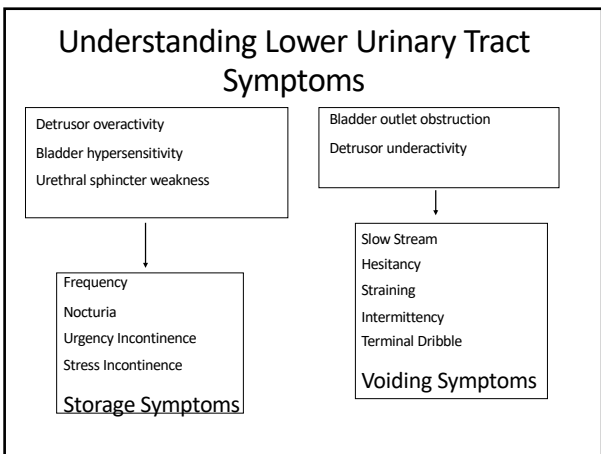 Understanding Lower Urinary Tract
Symptoms
Detrusor overactivity
Bladder hypersensitivity
Urethral sphincter weakness
Bladder outlet obstruction
Detrusor underactivity
Frequency
Nocturia
Urgency Incontinence
Stress Incontinence
Storage Symptoms
Slow Stream
Hesitancy
Straining
Intermittency
Terminal Dribble
Voiding Symptoms